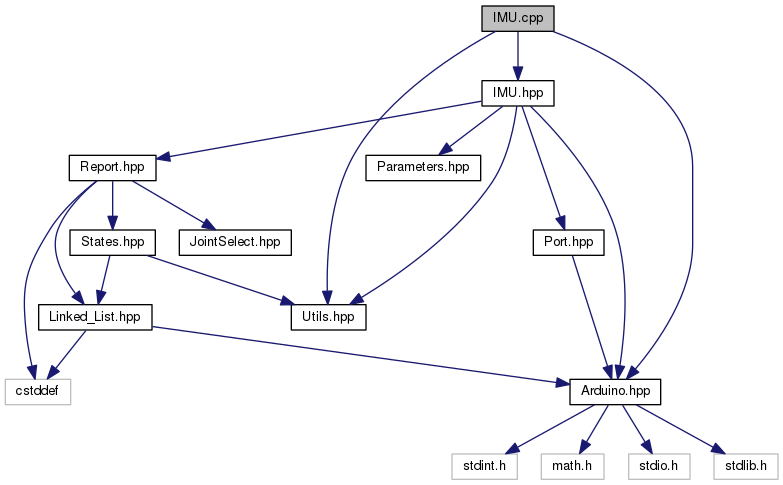 IMU.cpp
IMU.hpp
Report.hpp
Parameters.hpp
States.hpp
JointSelect.hpp
Port.hpp
Linked_List.hpp
Utils.hpp
cstddef
Arduino.hpp
stdint.h
math.h
stdio.h
stdlib.h